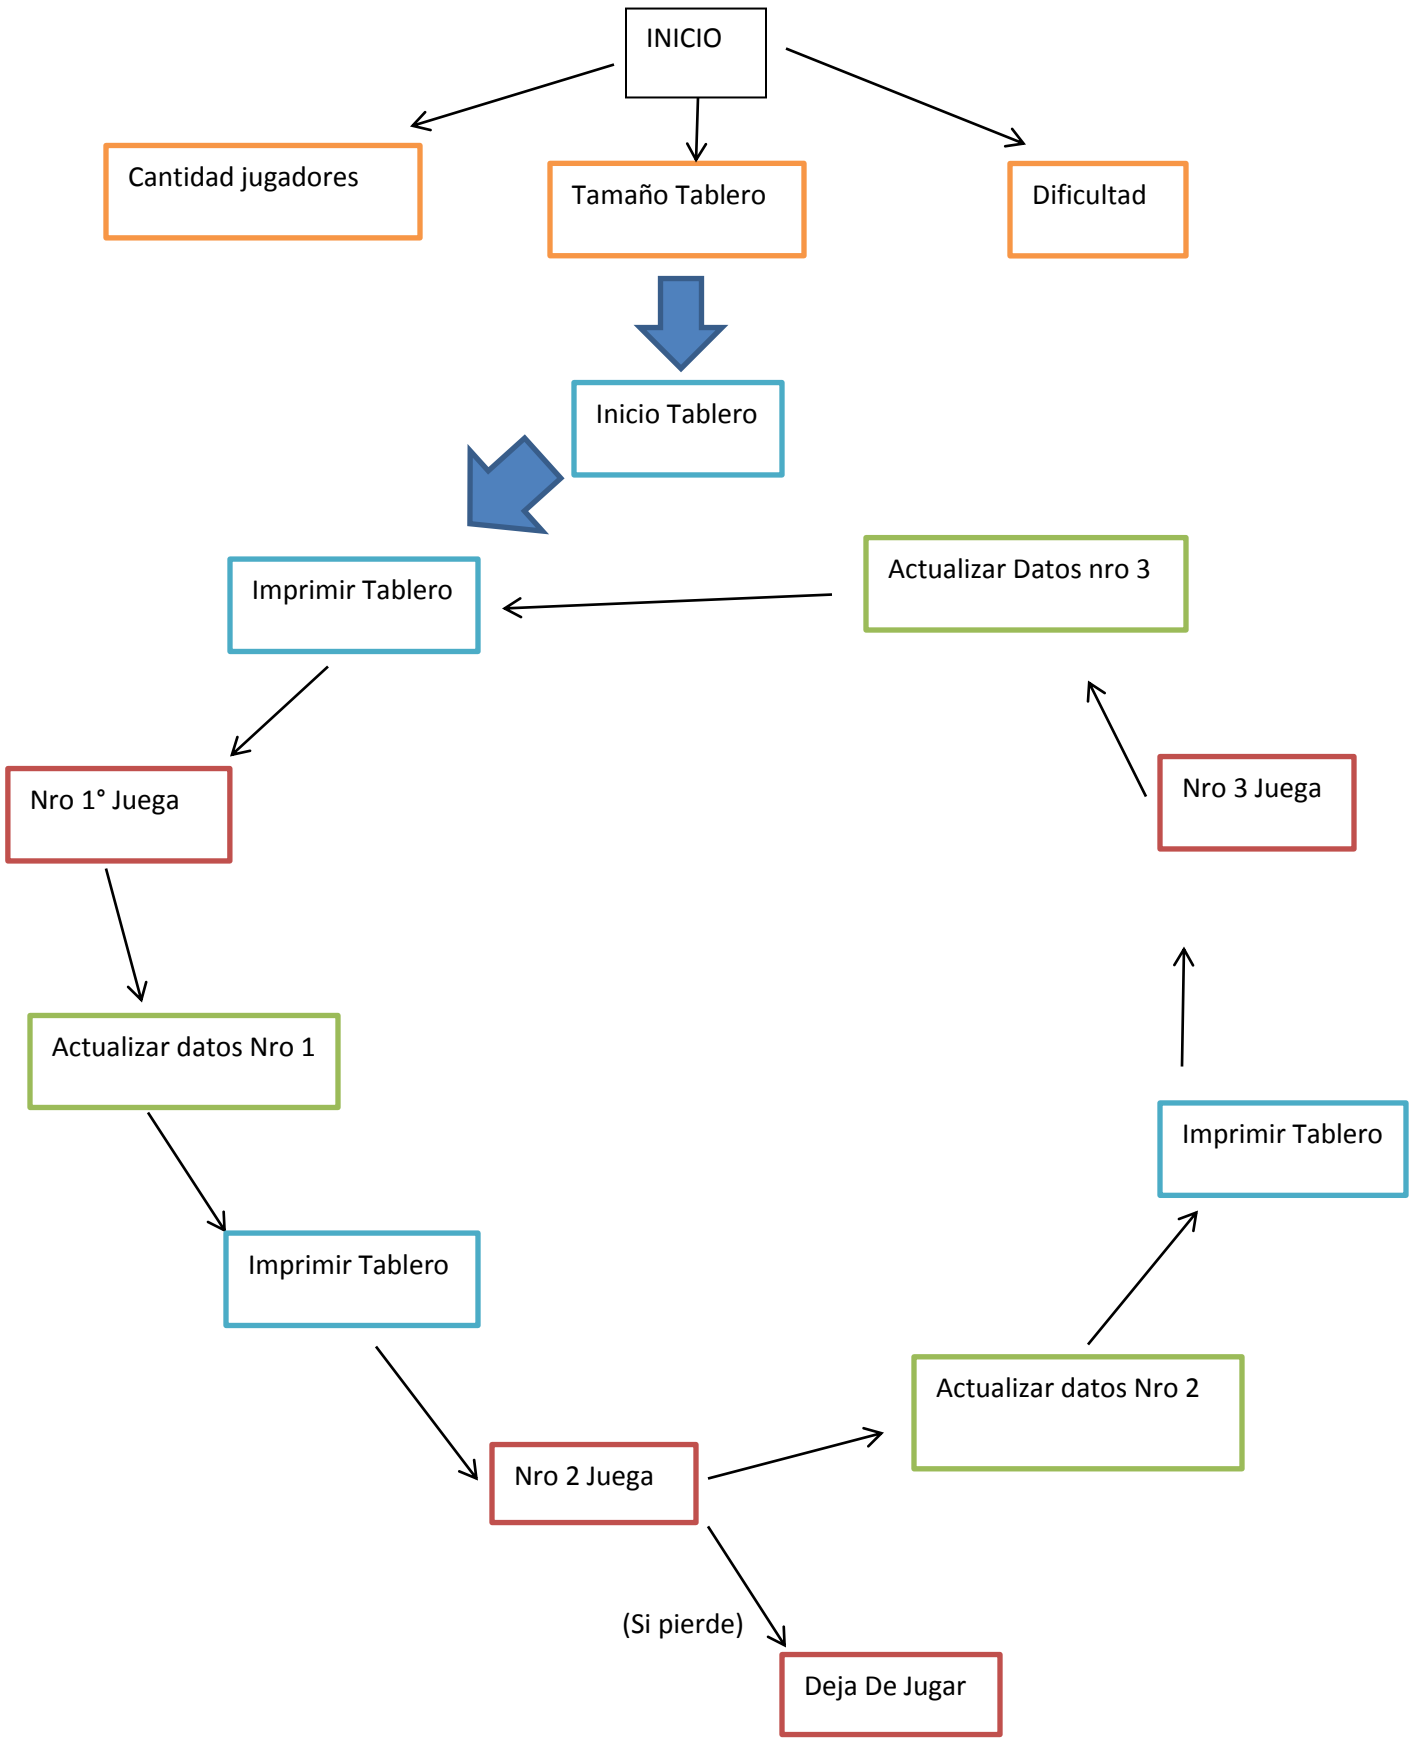 INICIO
Cantidad jugadores
Tamaño Tablero
Dificultad
Inicio Tablero
Imprimir Tablero
Actualizar Datos nro 3
Nro 1° Juega
Nro 3 Juega
Actualizar datos Nro 1
Imprimir Tablero
Imprimir Tablero
Actualizar datos Nro 2
Nro 2 Juega
(Si pierde)
Deja De Jugar